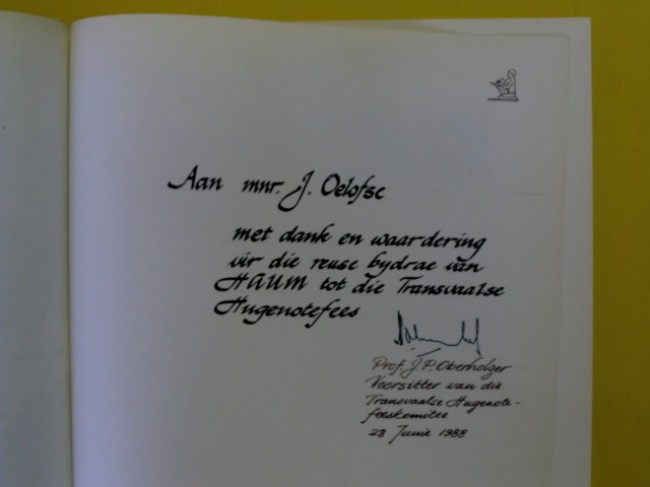 Aan mnr. J. Oelofse
met dank en waardering
vir die reuse bydrae van
HAUM tot die Transvaalse
Hugenotefees
Prof. J. P. Oberholzer
Voorsitter van die
Transvaalse Hugenote-
feeskomitee
28 Junie 1988